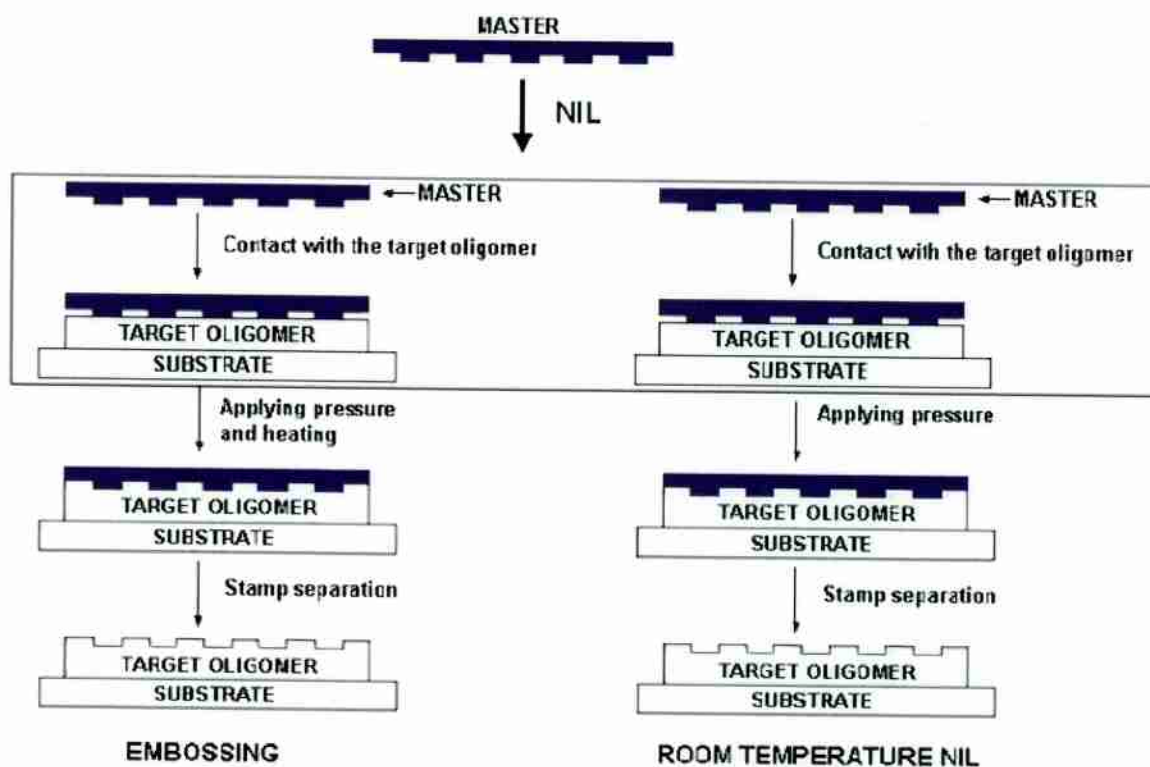 MASTER
NIL
MASTER
Contact with the target oligomer
TARGET OLIGOMER
SUBSTRATE
Applying pressure
and heating
TARGET OLIGOMER
SUBSTRATE
Stamp separation
TARGET OLIGOMER
SUBSTRATE
EMBOSSING
MASTER
Contact with the target oligomer
TARGET OLIGOMER
SUBSTRATE
Applying pressure
TARGET OLIGOMER
SUBSTRATE
Stamp separation
TARGET OLIGOMER
SUBSTRATE
ROOM TEMPERATURE NIL